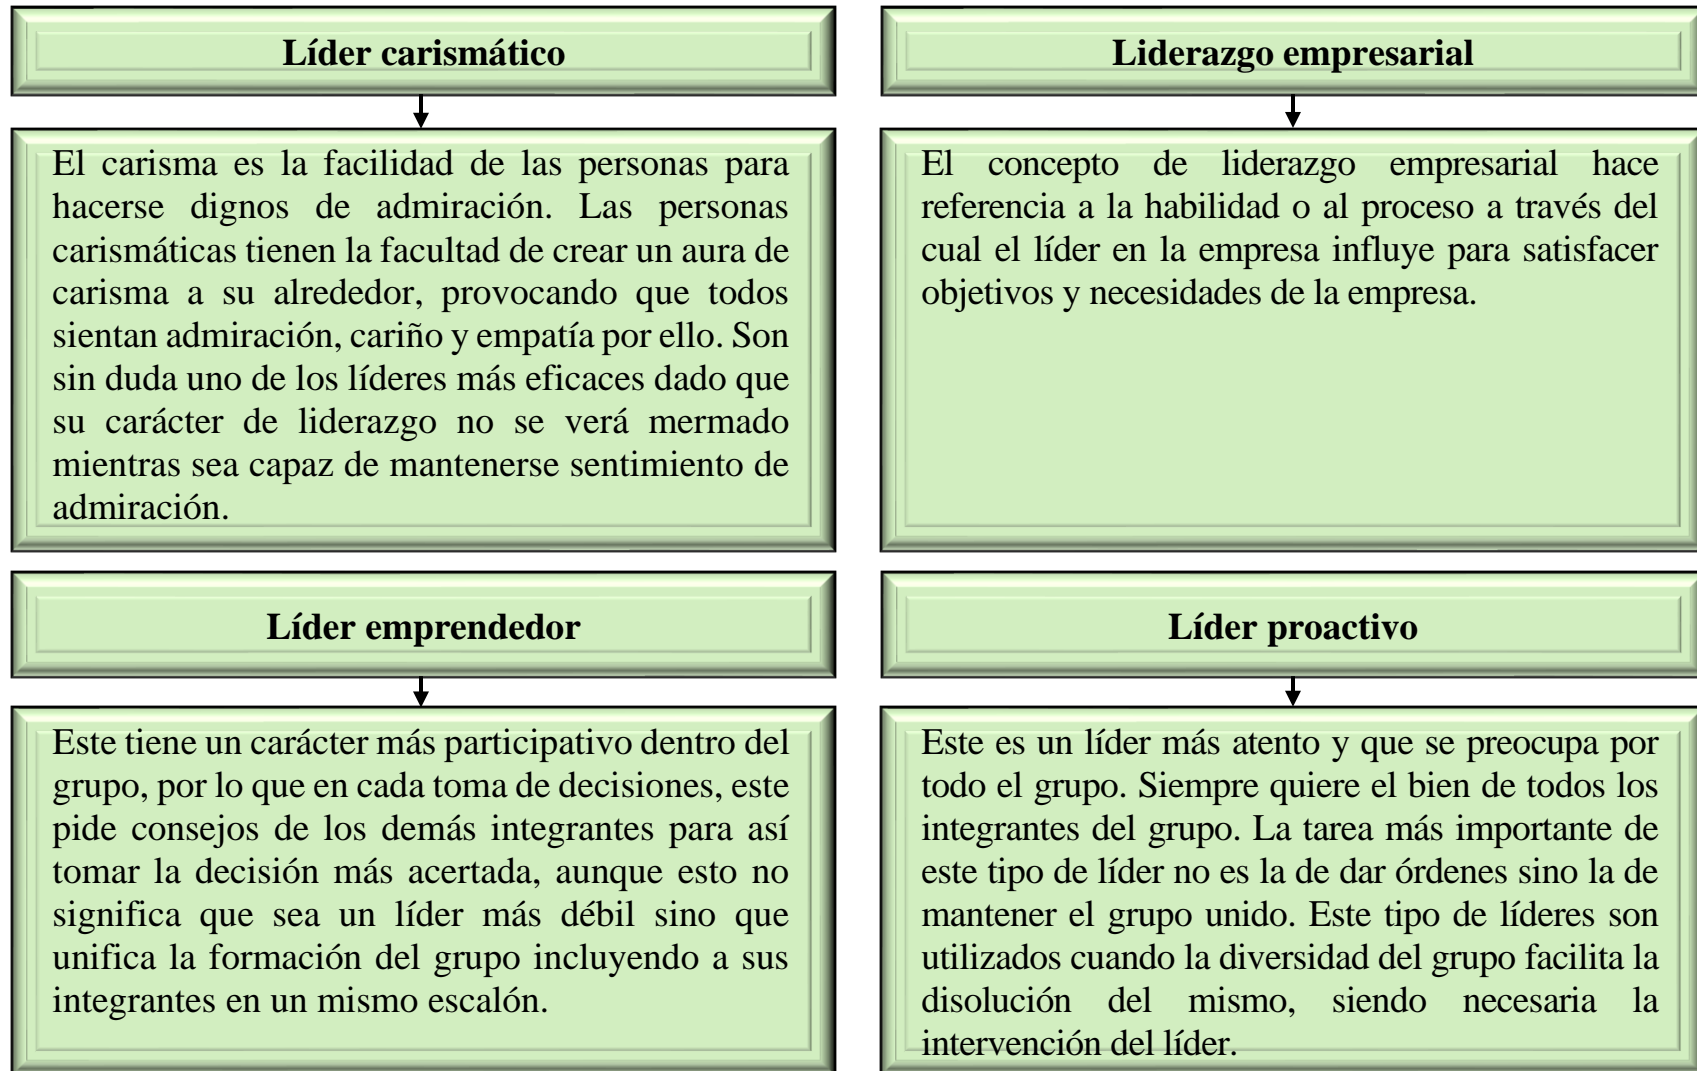 Líder carismático
El carisma es la facilidad de las personas para
hacerse dignos de admiración. Las personas
carismáticas tienen la facultad de crear un aura de
carisma a su alrededor, provocando que todos
sientan admiración, cariño y empatía por ello. Son
sin duda uno de los líderes más eficaces dado que
su carácter de liderazgo no se verá mermado
mientras sea capaz de mantenerse sentimiento de
admiración.
Liderazgo empresarial
El concepto de liderazgo empresarial hace
referencia a la habilidad o al proceso a través del
cual el líder en la empresa influye para satisfacer
objetivos y necesidades de la empresa.
Líder emprendedor
Este tiene un carácter más participativo dentro del
grupo, por lo que en cada toma de decisiones, este
pide consejos de los demás integrantes para así
tomar la decisión más acertada, aunque esto no
significa que sea un líder más débil sino que
unifica la formación del grupo incluyendo a sus
integrantes en un mismo escalón.
Líder proactivo
Este es un líder más atento y que se preocupa por
todo el grupo. Siempre quiere el bien de todos los
integrantes del grupo. La tarea más importante de
este tipo de líder no es la de dar órdenes sino la de
mantener el grupo unido. Este tipo de líderes son
utilizados cuando la diversidad del grupo facilita la
disolución del mismo, siendo necesaria la
intervención del líder.